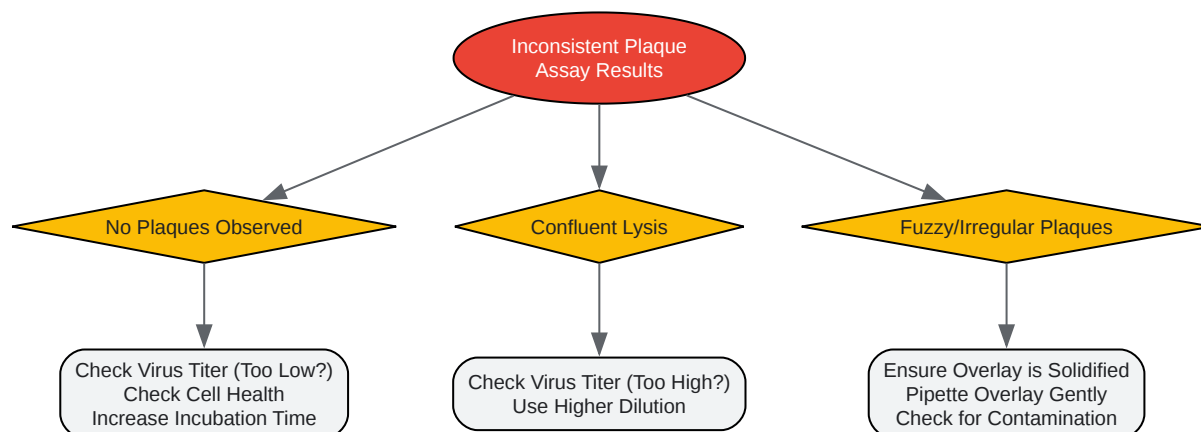 Inconsistent Plaque
Assay Results
No Plaques Observed
Confluent Lysis
Fuzzy/Irregular Plaques
Check Virus Titer (Too Low?)
Check Cell Health
Increase Incubation Time
Check Virus Titer (Too High?)
Use Higher Dilution
Ensure Overlay is Solidified
Pipette Overlay Gently
Check for Contamination